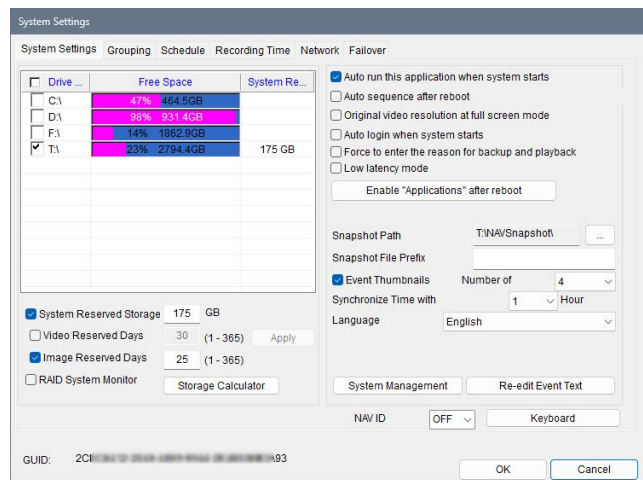 System Settings
System Settings Grouping Schedule Recording Time Network Failover
Drive ... Free Space System Re...
C:\ 47% 464.5GB
D:\ 98% 931.4GB
F:\ 14% 1862.9GB
T:\ 23% 2794.4GB 175 GB
System Reserved Storage 175 GB
Video Reserved Days 30 (1 - 365) Apply
Image Reserved Days 25 (1 - 365)
RAID System Monitor Storage Calculator
Auto run this application when system starts
Auto sequence after reboot
Original video resolution at full screen mode
Auto login when system starts
Force to enter the reason for backup and playback
Low latency mode
Enable "Applications" after reboot
Snapshot Path T:\NAVSnapshot\ ...
Snapshot File Prefix
Event Thumbnails Number of 4
Synchronize Time with 1 Hour
Language English
System Management Re-edit Event Text
NAV ID OFF Keyboard
GUID:
OK Cancel